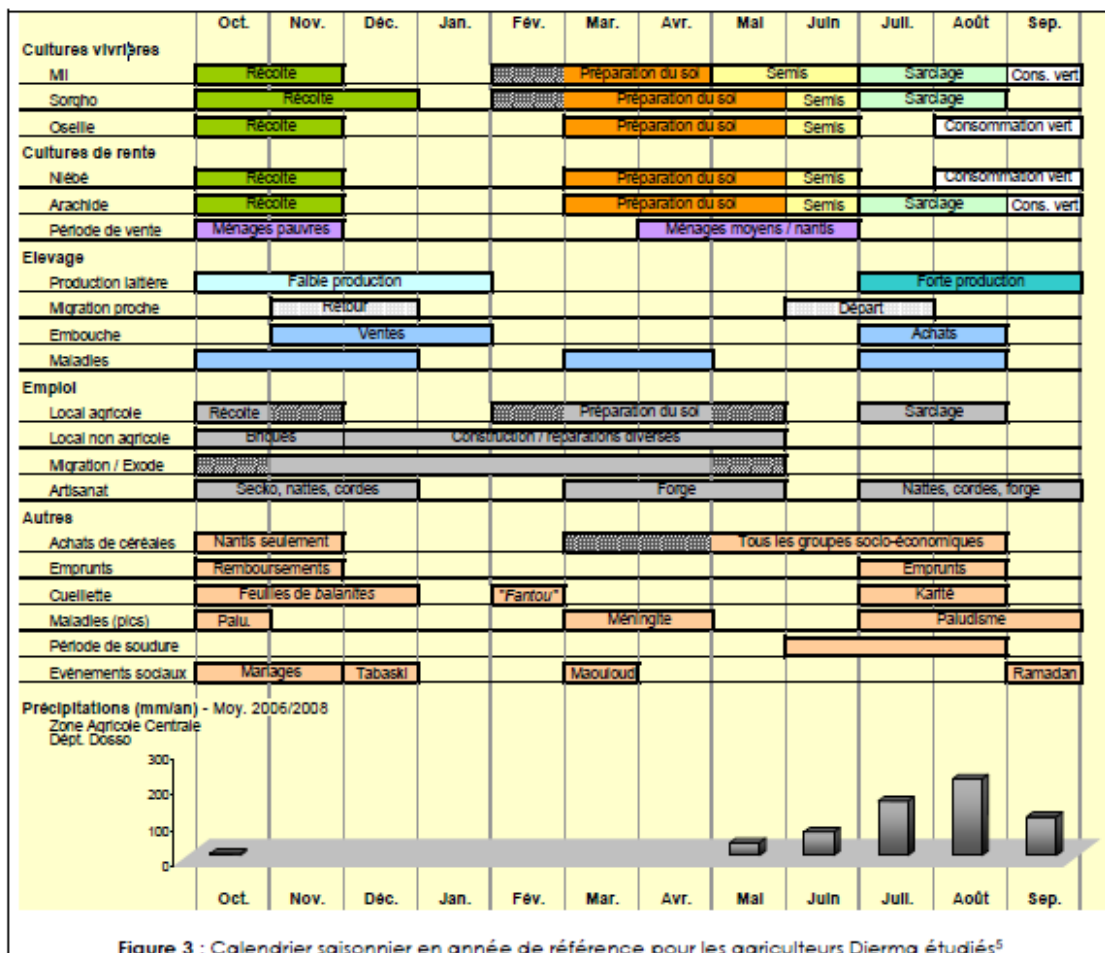 Oct. Nov. Déc. Jan. Fév. Mar. Avr. Mai Juin Juil. Août Sep.
Cultures vivrières
Mil Récolte Préparation du sol Semis Sarclage Cons. vert
Sorgho Récolte Préparation du sol Semis Sarclage
Oseille Récolte Préparation du sol Semis Consommation vert
Cultures de rente
Niébé Récolte Préparation du sol Semis Consommation vert
Arachide Récolte Préparation du sol Semis Sarclage Cons. vert
Période de vente Ménages pauvres Ménages moyens / nantis
Elevage
Production laitière Faible production Forte production
Migration proche Retour Départ
Embouche Ventes Achats
Maladies
Emploi
Local agricole Récolte Préparation du sol Sarclage
Local non agricole Briques Construction / réparations diverses
Migration / Exode
Artisanat Secko, nattes, cordes Forge Nattes, cordes, forge
Autres
Achats de céréales Nantis seulement Tous les groupes socio-économiques
Emprunts Remboursements Emprunts
Cueillette Feuilles de balanites "Fantou" Karité
Maladies (pics) Palu. Méningite Paludisme
Période de soudure
Evénements sociaux Mariages Tabaski Maouloud Ramadan
Précipitations (mm/an) - Moy. 2006/2008
Zone Agricole Centrale
Dépt. Dosso
300
200
100
0
Oct. Nov. Déc. Jan. Fév. Mar. Avr. Mai Juin Juil. Août Sep.
Figure 3 : Calendrier saisonnier en année de référence pour les agriculteurs Djerma étudiés5